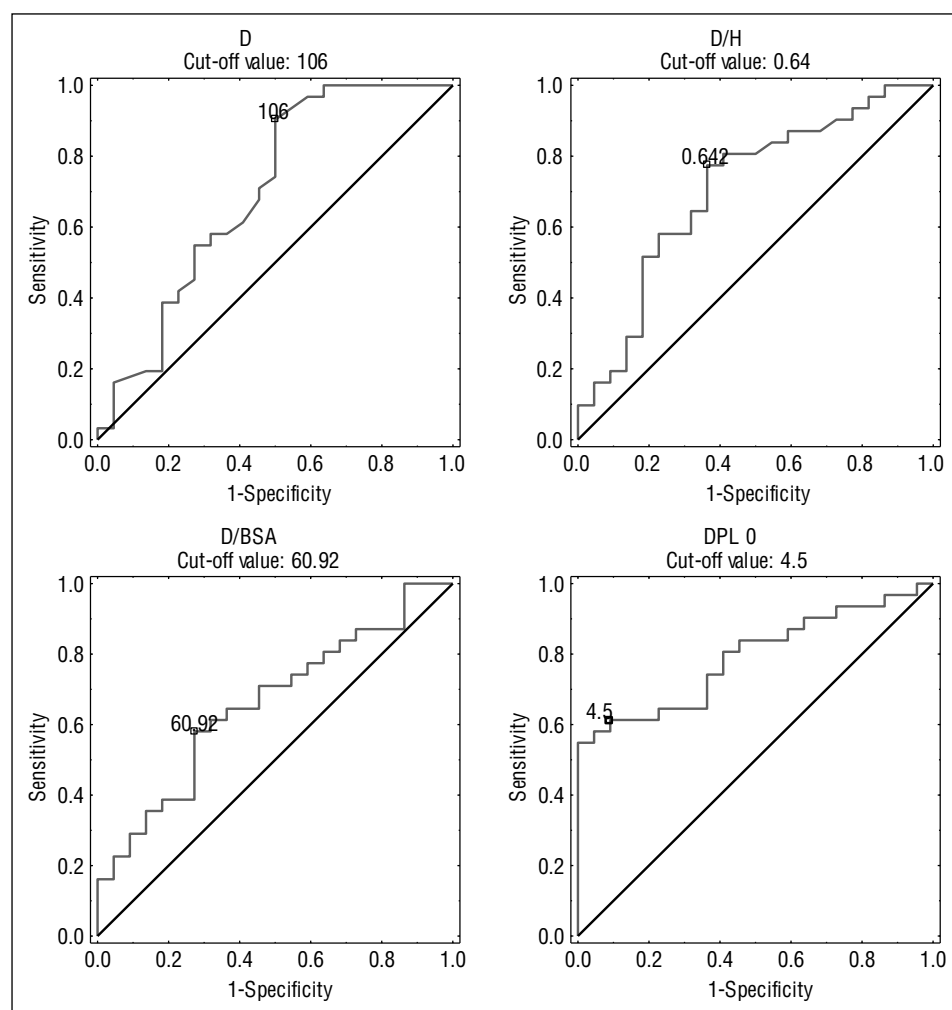 D
Cut-off value: 106
1.0
0.8
0.6
0.4
0.2
0.0
106
Sensitivity
0.0 0.2 0.4 0.6 0.8 1.0
1-Specificity
D/H
Cut-off value: 0.64
1.0
0.8
0.6
0.4
0.2
0.0
0.642
Sensitivity
0.0 0.2 0.4 0.6 0.8 1.0
1-Specificity
D/BSA
Cut-off value: 60.92
1.0
0.8
0.6
0.4
0.2
0.0
60.92
Sensitivity
0.0 0.2 0.4 0.6 0.8 1.0
1-Specificity
DPL 0
Cut-off value: 4.5
1.0
0.8
0.6
0.4
0.2
0.0
4.5
Sensitivity
0.0 0.2 0.4 0.6 0.8 1.0
1-Specificity